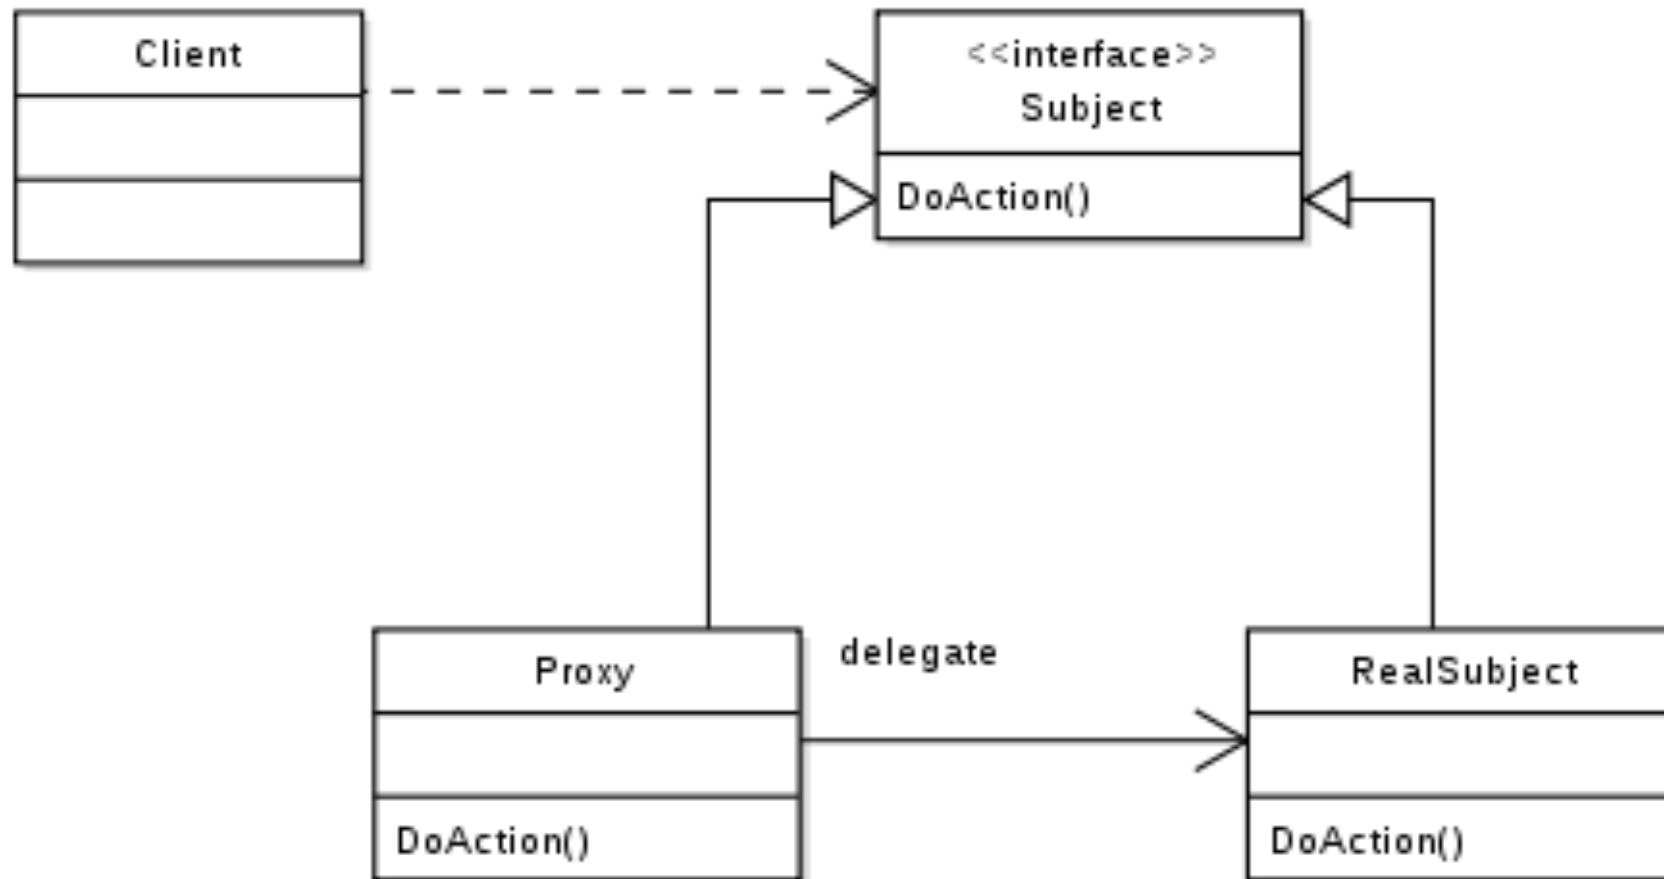 Client
<<interface>>
Subject
DoAction()
delegate
Proxy
RealSubject
DoAction()
DoAction()